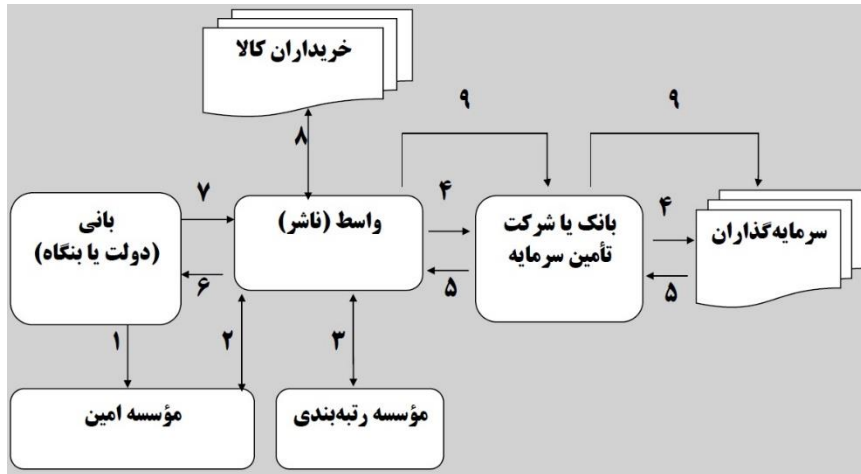 خریداران کالا
۹
۹
۸
۷
۴
۴
بانی
(دولت یا بنگاه)
واسط (ناشر)
بانک یا شرکت
تأمین سرمایه
سرمایه‌گذاران
۶
۵
۵
۱
۲
۳
مؤسسه امین
مؤسسه رتبه‌بندی